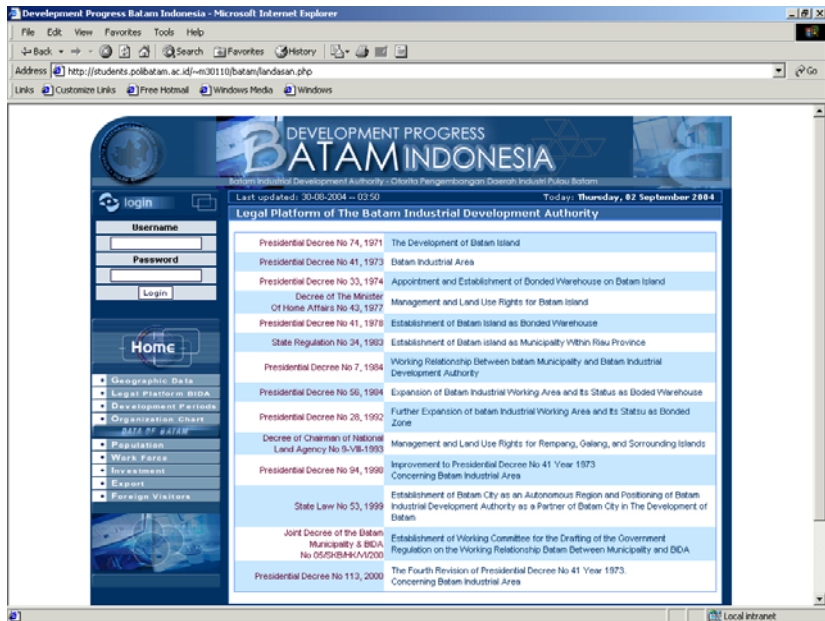 Development Progress Batam Indonesia - Microsoft Internet Explorer
File Edit View Favorites Tools Help
Back Search Favorites History
Address http://students.polibatam.ac.id/~m30110/batam/landasan.php Go
Links Customize Links Free Hotmail Windows Media Windows
DEVELOPMENT PROGRESS
BATAM INDONESIA
Batam Industrial Development Authority - Otorita Pengembangan Daerah Industri Pulau Batam
login
Username
Password
Login
Home
Geographic Data
Legal Platform BIDA
Development Periods
Organization Chart
DATA OF BATAM
Population
Work Force
Investment
Export
Foreign Visitors
Last updated: 30-08-2004 -- 03:50 Today: Thursday, 02 September 2004
Legal Platform of The Batam Industrial Development Authority
Presidential Decree No 74, 1971 The Development of Batam Island
Presidential Decree No 41, 1973 Batam Industrial Area
Presidential Decree No 33, 1974 Appointment and Establishment of Bonded Warehouse on Batam Island
Decree of The Minister
Of Home Affairs No 43, 1977 Management and Land Use Rights for Batam Island
Presidential Decree No 41, 1978 Establishment of Batam Island as Bonded Warehouse
State Regulation No 34, 1983 Establishment of Batam island as Municipality Within Riau Province
Presidential Decree No 7, 1984 Working Relationship Between batam Municipality and Batam Industrial
Development Authority
Presidential Decree No 56, 1984 Expansion of Batam Industrial Working Area and Its Status as Boded Warehouse
Presidential Decree No 28, 1992 Further Expansion of batam Industrial Working Area and Its Statsu as Bonded
Zone
Decree of Chairman of National
Land Agency No 9-VIII-1993 Management and Land Use Rights for Rempang, Galang, and Sorrounding Islands
Presidential Decree No 94, 1998 Improvement to Presidential Decree No 41 Year 1973
Concerning Batam Industrial Area
State Law No 53, 1999 Establishment of Batam City as an Autonomous Region and Positioning of Batam
Industrial Development Authority as a Partner of Batam City in The Development of
Batam
Joint Decree of the Batam
Municipality & BIDA
No 05/SKB/HK/VI/200 Establishment of Working Committee for the Drafting of the Government
Regulation on the Working Relationship Batam Between Municipality and BIDA
Presidential Decree No 113, 2000 The Fourth Revision of Presidential Decree No 41 Year 1973.
Concerning Batam Industrial Area
Local intranet